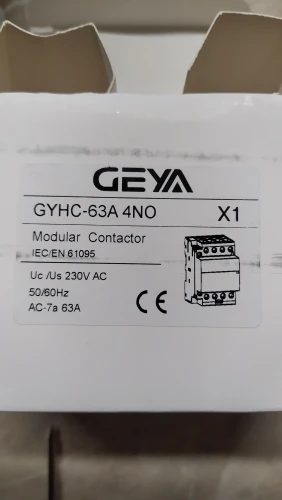 GEYA
GYHC-63A 4NO X1
Modular Contactor
IEC/EN 61095
Uc /Us 230V AC
50/60Hz
AC-7a 63A
CE